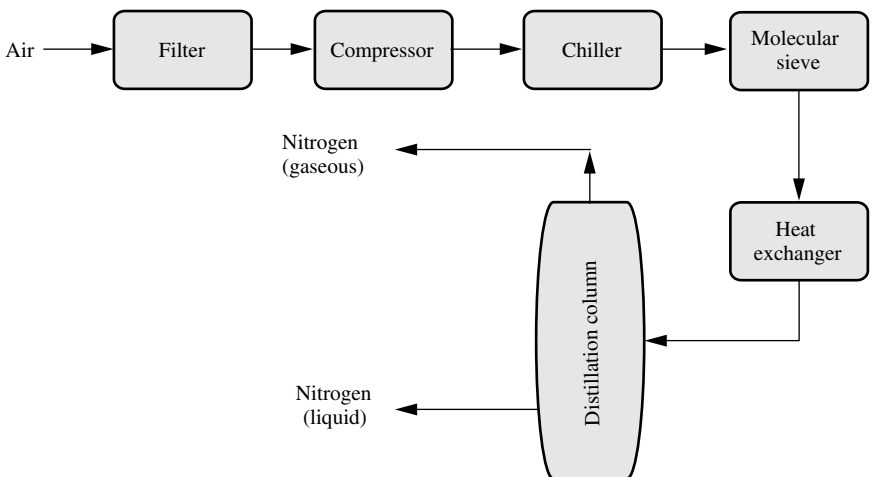 Air
Filter
Compressor
Chiller
Molecular
sieve
Nitrogen
(gaseous)
Heat
exchanger
Distillation column
Nitrogen
(liquid)